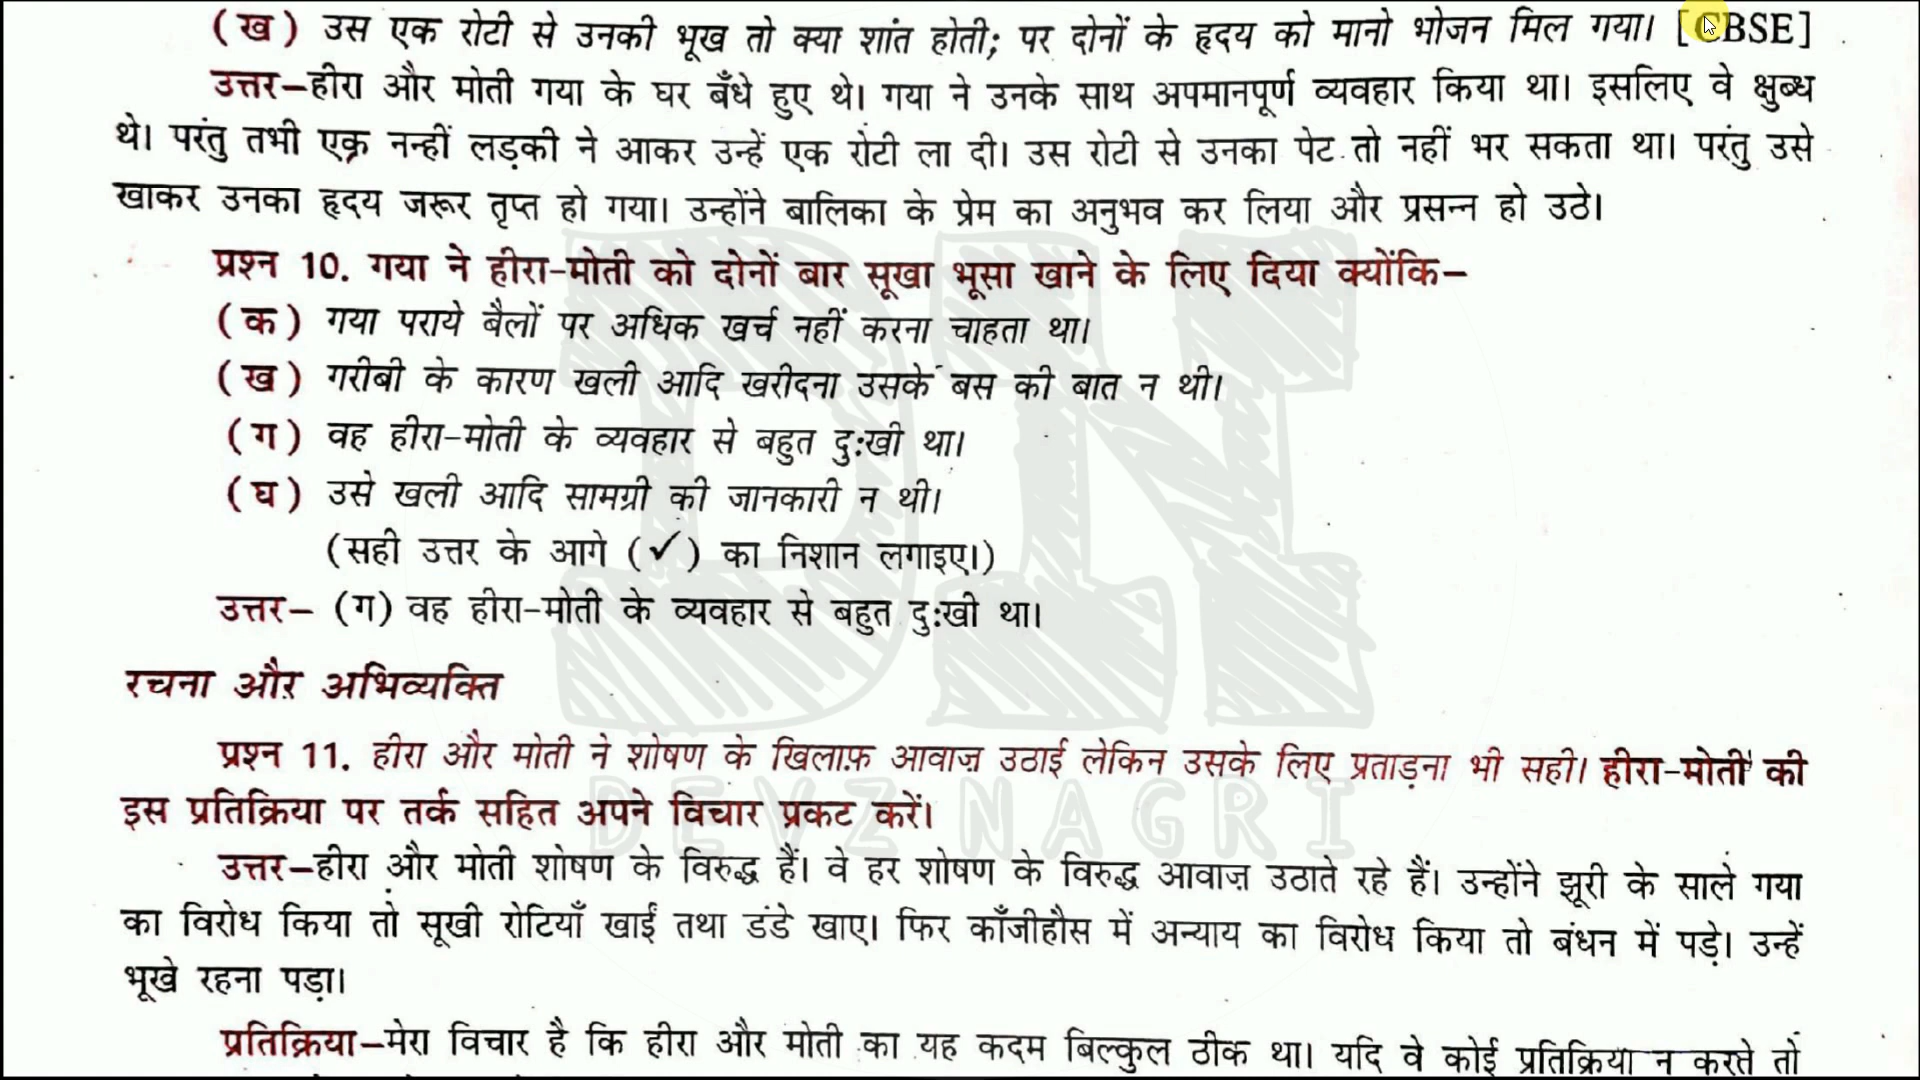 (ख) उस एक रोटी से उनकी भूख तो क्या शांत होती; पर दोनों के हृदय को मानो भोजन मिल गया। [CBSE]
उत्तर–हीरा और मोती गया के घर बँधे हुए थे। गया ने उनके साथ अपमानपूर्ण व्यवहार किया था। इसलिए वे क्षुब्ध
थे। परंतु तभी एक नन्हीं लड़की ने आकर उन्हें एक रोटी ला दी। उस रोटी से उनका पेट तो नहीं भर सकता था। परंतु उसे
खाकर उनका हृदय जरूर तृप्त हो गया। उन्होंने बालिका के प्रेम का अनुभव कर लिया और प्रसन्न हो उठे।
प्रश्न 10. गया ने हीरा-मोती को दोनों बार सूखा भूसा खाने के लिए दिया क्योंकि–
(क) गया पराये बैलों पर अधिक खर्च नहीं करना चाहता था।
(ख) गरीबी के कारण खली आदि खरीदना उसके बस की बात न थी।
(ग) वह हीरा-मोती के व्यवहार से बहुत दुःखी था।
(घ) उसे खली आदि सामग्री की जानकारी न थी।
(सही उत्तर के आगे (✓) का निशान लगाइए।)
उत्तर– (ग) वह हीरा-मोती के व्यवहार से बहुत दुःखी था।
रचना और अभिव्यक्ति
प्रश्न 11. हीरा और मोती ने शोषण के खिलाफ़ आवाज़ उठाई लेकिन उसके लिए प्रताड़ना भी सही। हीरा-मोती की
इस प्रतिक्रिया पर तर्क सहित अपने विचार प्रकट करें।
उत्तर–हीरा और मोती शोषण के विरुद्ध हैं। वे हर शोषण के विरुद्ध आवाज़ उठाते रहे हैं। उन्होंने झूरी के साले गया
का विरोध किया तो सूखी रोटियाँ खाईं तथा डंडे खाए। फिर काँजीहौस में अन्याय का विरोध किया तो बंधन में पड़े। उन्हें
भूखे रहना पड़ा।
प्रतिक्रिया–मेरा विचार है कि हीरा और मोती का यह कदम बिल्कुल ठीक था। यदि वे कोई प्रतिक्रिया न करते तो
DN
DEVZ NAGRI